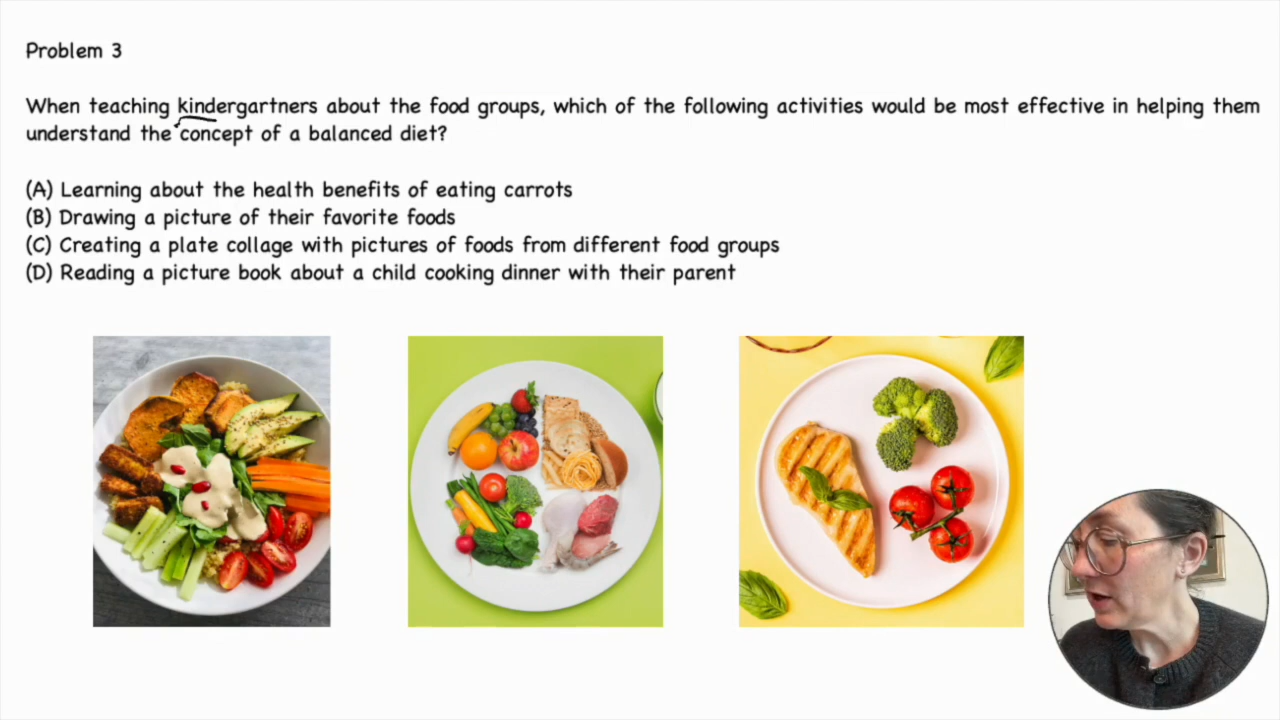 Problem 3
When teaching kindergartners about the food groups, which of the following activities would be most effective in helping them
understand the concept of a balanced diet?
(A) Learning about the health benefits of eating carrots
(B) Drawing a picture of their favorite foods
(C) Creating a plate collage with pictures of foods from different food groups
(D) Reading a picture book about a child cooking dinner with their parent